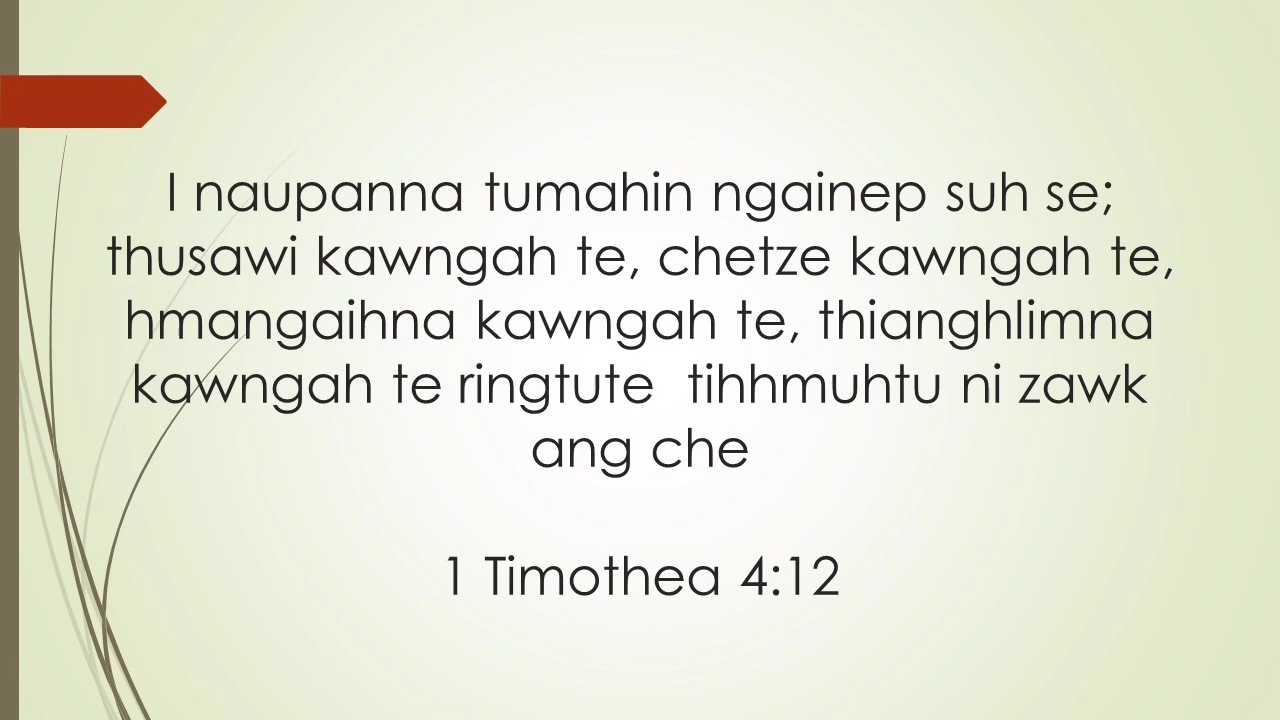 I naupanna tumahin ngainep suh se;
thusawi kawngah te, chetze kawngah te,
hmangaihna kawngah te, thianghlimna
kawngah te ringtute  tihhmuhtu ni zawk
ang che
1 Timothea 4:12